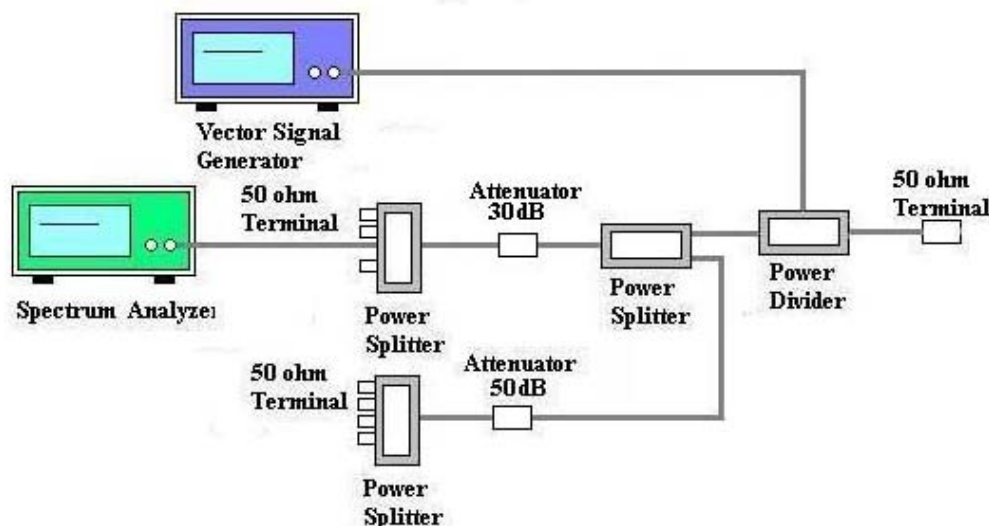 Vector Signal
Generator
50 ohm
Terminal
Attenuator
30dB
50 ohm
Terminal
Spectrum Analyzer
Power
Splitter
Power
Splitter
Power
Divider
50 ohm
Terminal
Attenuator
50dB
Power
Splitter